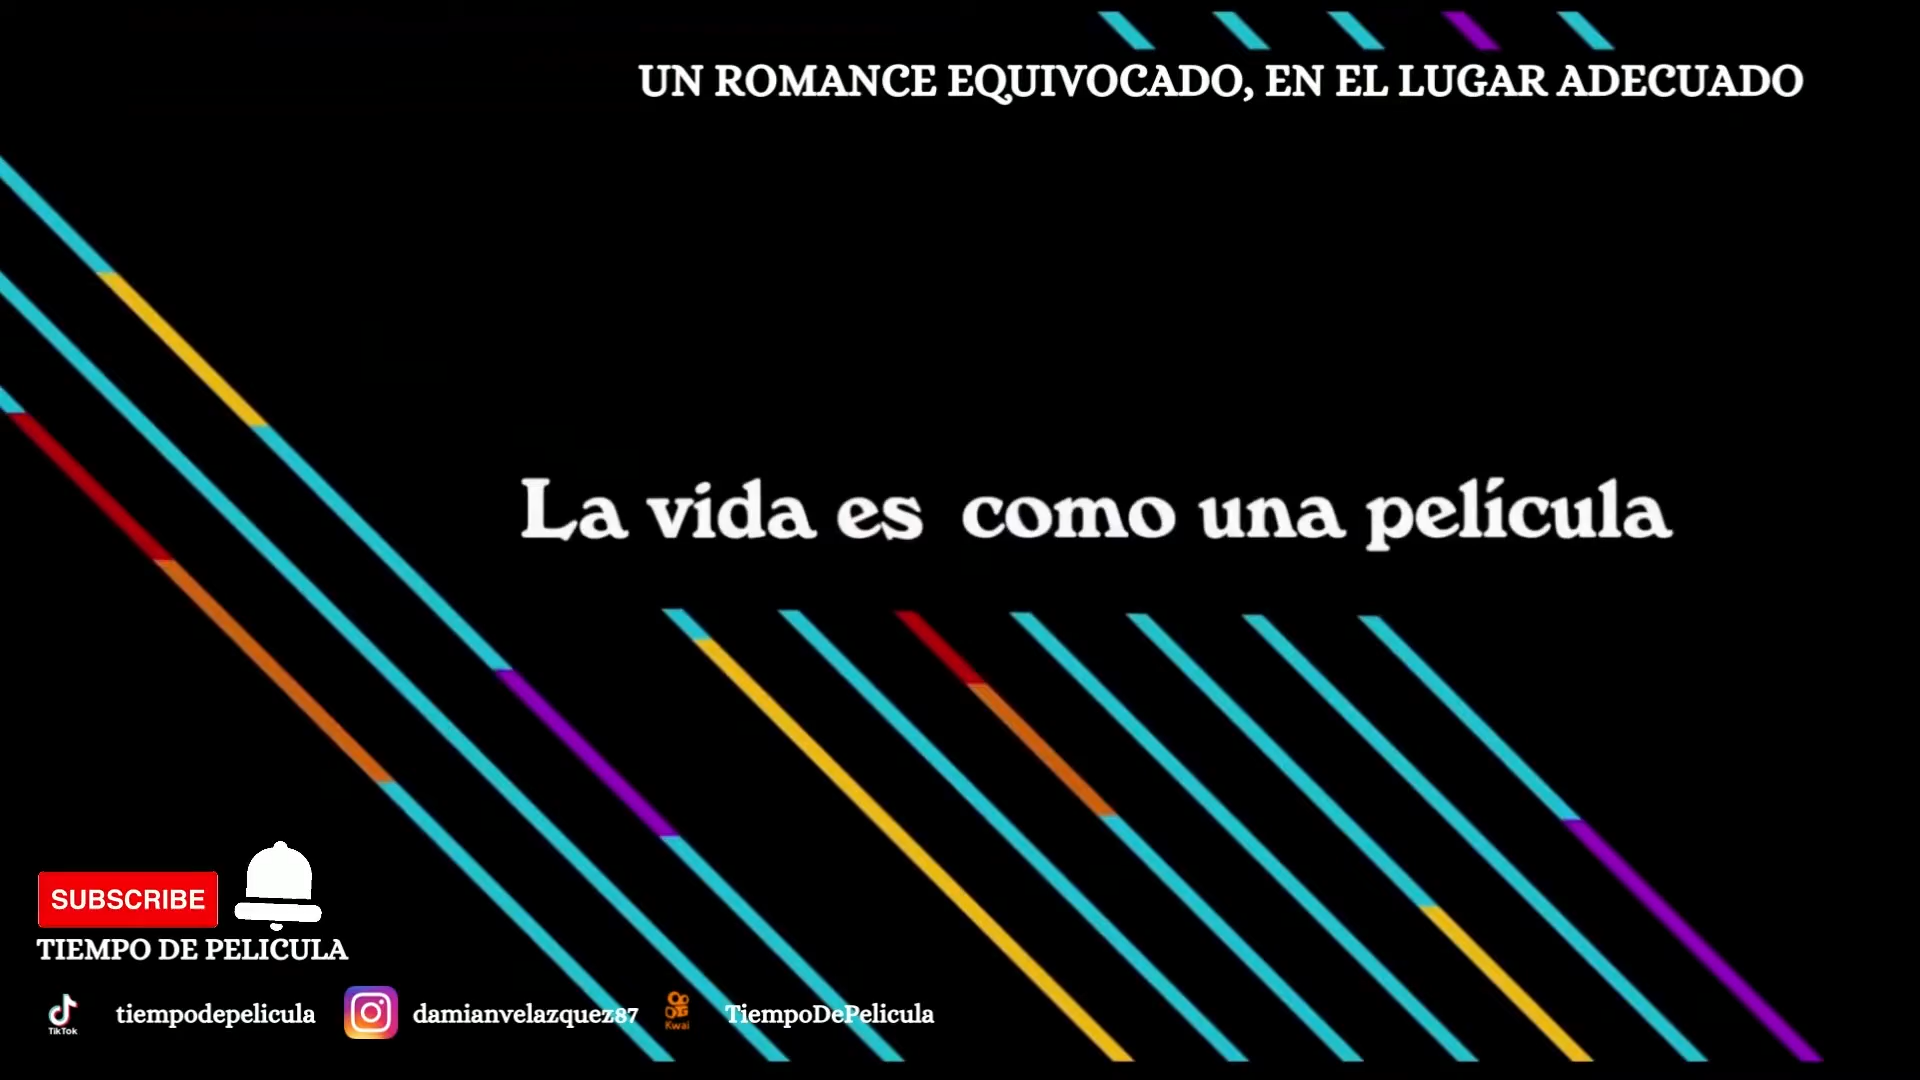 UN ROMANCE EQUIVOCADO, EN EL LUGAR ADECUADO
La vida es como una película
SUBSCRIBE
TIEMPO DE PELICULA
TikTok tiempodepelicula damianvelazquez87 Kwai TiempoDePelicula